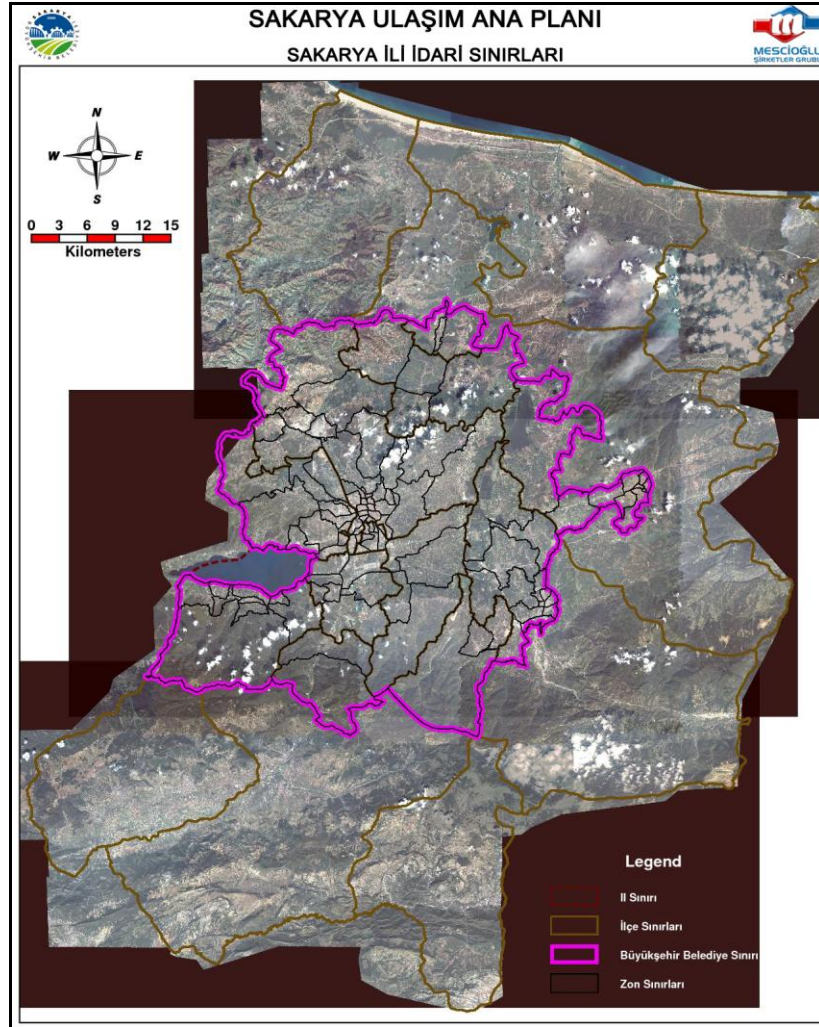 SAKARYA ULAŞIM ANA PLANI
SAKARYA İLİ İDARİ SINIRLARI
MESCİOĞLU
ŞİRKETLER GRUBU
N
W E
S
0 3 6 9 12 15
Kilometers
Legend
Il Sınırı
İlçe Sınırları
Büyükşehir Belediye Sınırı
Zon Sınırları